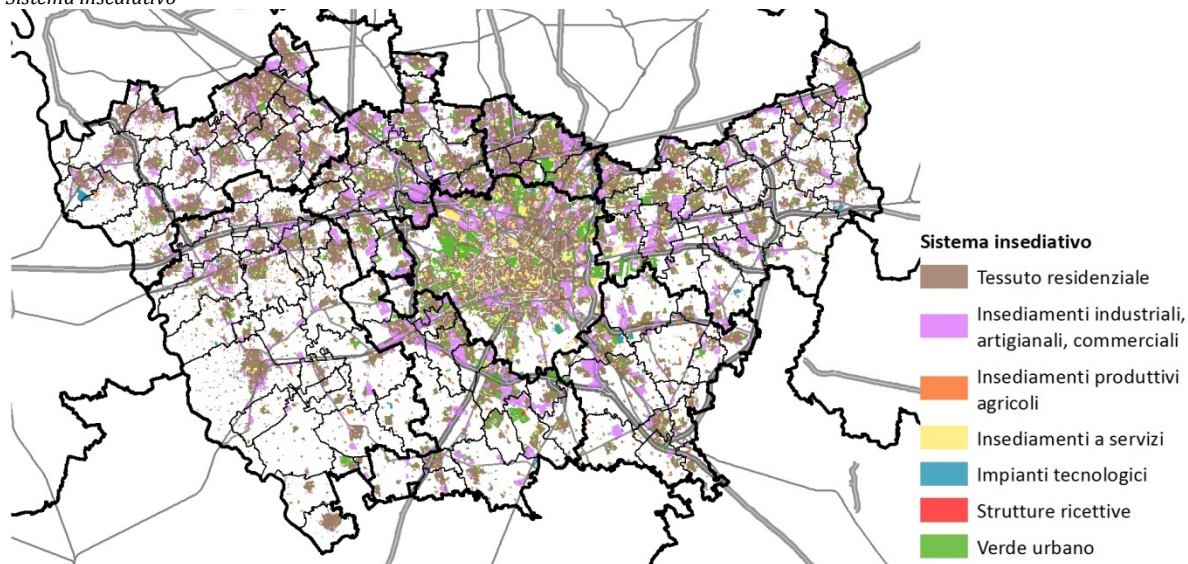 Sistema insediativo
Sistema insediativo
Tessuto residenziale
Insediamenti industriali,
artigianali, commerciali
Insediamenti produttivi
agricoli
Insediamenti a servizi
Impianti tecnologici
Strutture ricettive
Verde urbano